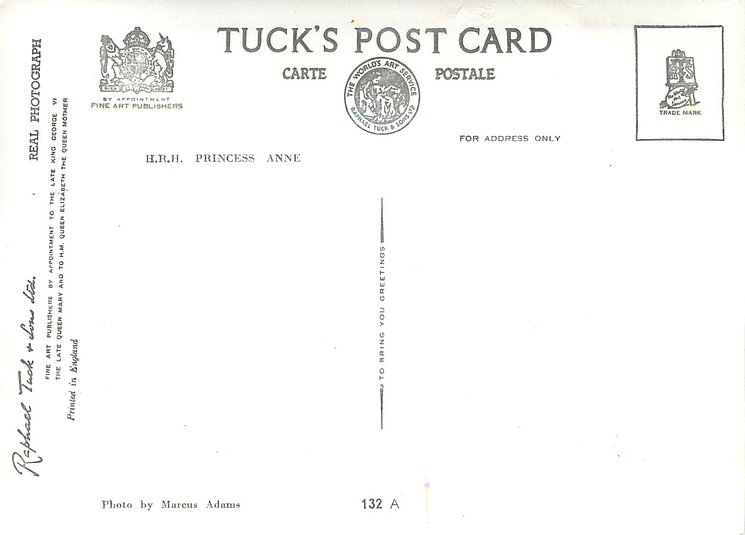 TUCK'S POST CARD
CARTE POSTALE
THE WORLD'S ART SERVICE
RAPHAEL TUCK & SONS LTD
BY APPOINTMENT
FINE ART PUBLISHERS
TRADE MARK
FOR ADDRESS ONLY
H.R.H. PRINCESS ANNE
REAL PHOTOGRAPH
Raphael Tuck & Sons Ltd.
FINE ART PUBLISHERS BY APPOINTMENT TO THE LATE KING GEORGE VI
THE LATE QUEEN MARY AND TO H.M. QUEEN ELIZABETH THE QUEEN MOTHER
Printed in England
TO BRING YOU GREETINGS
Photo by Marcus Adams
132 A